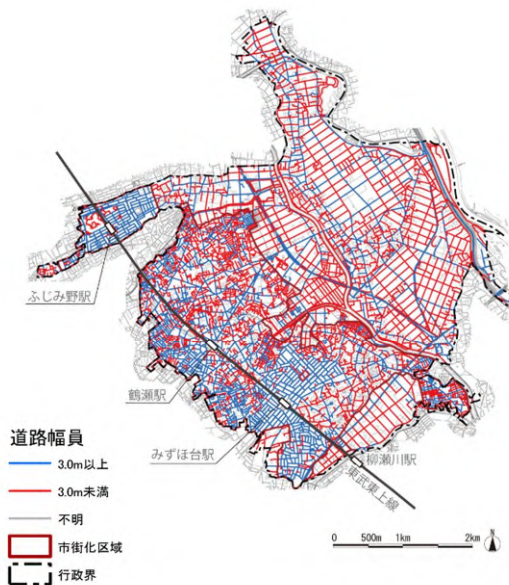 ふじみ野駅
鶴瀬駅
みずほ台駅
柳瀬川駅
東武東上線
道路幅員
3.0m以上
3.0m未満
不明
市街化区域
行政界
0 500m 1km 2km
N